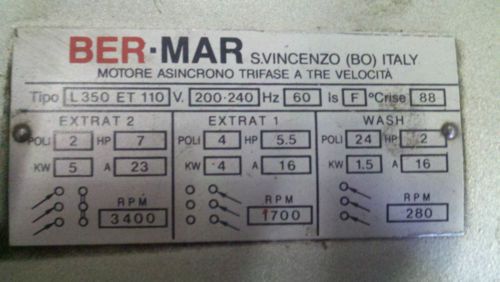 BER·MAR S.VINCENZO (BO) ITALY
MOTORE ASINCRONO TRIFASE A TRE VELOCITÀ
Tipo L350 ET 110 V. 200·240 Hz 60 is F °Crise 88
EXTRAT 2 EXTRAT 1 WASH
POLI 2 HP 7 POLI 4 HP 5.5 POLI 24 HP 2
KW 5 A 23 KW 4 A 16 KW 1.5 A 16
RPM RPM RPM
3400 1700 280